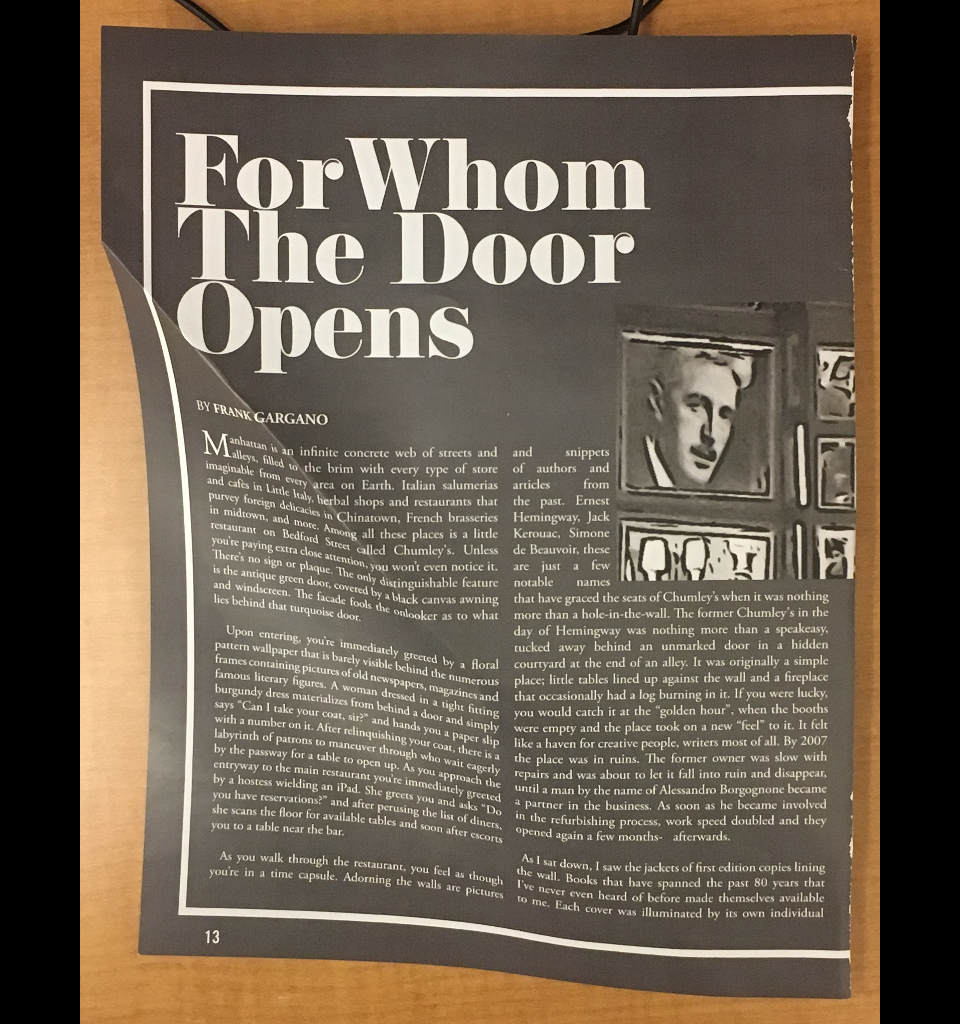 For Whom
The Door
Opens
BY FRANK GARGANO
Manhattan is an infinite concrete web of streets and
alleys, filled to the brim with every type of store
imaginable from every area on Earth. Italian salumerias
and cafès in Little Italy, herbal shops and restaurants that
purvey foreign delicacies in Chinatown, French brasseries
in midtown, and more. Among all these places is a little
restaurant on Bedford Street called Chumley's. Unless
you're paying extra close attention, you won't even notice it.
There's no sign or plaque. The only distinguishable feature
is the antique green door, covered by a black canvas awning
and windscreen. The facade fools the onlooker as to what
lies behind that turquoise door.
Upon entering, you're immediately greeted by a floral
pattern wallpaper that is barely visible behind the numerous
frames containing pictures of old newspapers, magazines and
famous literary figures. A woman dressed in a tight fitting
burgundy dress materializes from behind a door and simply
says "Can I take your coat, sir?" and hands you a paper slip
with a number on it. After relinquishing your coat, there is a
labyrinth of patrons to maneuver through who wait eagerly
by the passway for a table to open up. As you approach the
entryway to the main restaurant you're immediately greeted
by a hostess wielding an iPad. She greets you and asks "Do
you have reservations?" and after perusing the list of diners,
she scans the floor for available tables and soon after escorts
you to a table near the bar.
As you walk through the restaurant, you feel as though
you're in a time capsule. Adorning the walls are pictures
and snippets
of authors and
articles from
the past. Ernest
Hemingway, Jack
Kerouac, Simone
de Beauvoir, these
are just a few
notable names
that have graced the seats of Chumley's when it was nothing
more than a hole-in-the-wall. The former Chumley's in the
day of Hemingway was nothing more than a speakeasy,
tucked away behind an unmarked door in a hidden
courtyard at the end of an alley. It was originally a simple
place; little tables lined up against the wall and a fireplace
that occasionally had a log burning in it. If you were lucky,
you would catch it at the "golden hour", when the booths
were empty and the place took on a new "feel" to it. It felt
like a haven for creative people, writers most of all. By 2007
the place was in ruins. The former owner was slow with
repairs and was about to let it fall into ruin and disappear,
until a man by the name of Alessandro Borgognone became
a partner in the business. As soon as he became involved
in the refurbishing process, work speed doubled and they
opened again a few months- afterwards.
As I sat down, I saw the jackets of first edition copies lining
the wall. Books that have spanned the past 80 years that
I've never even heard of before made themselves available
to me. Each cover was illuminated by its own individual
13